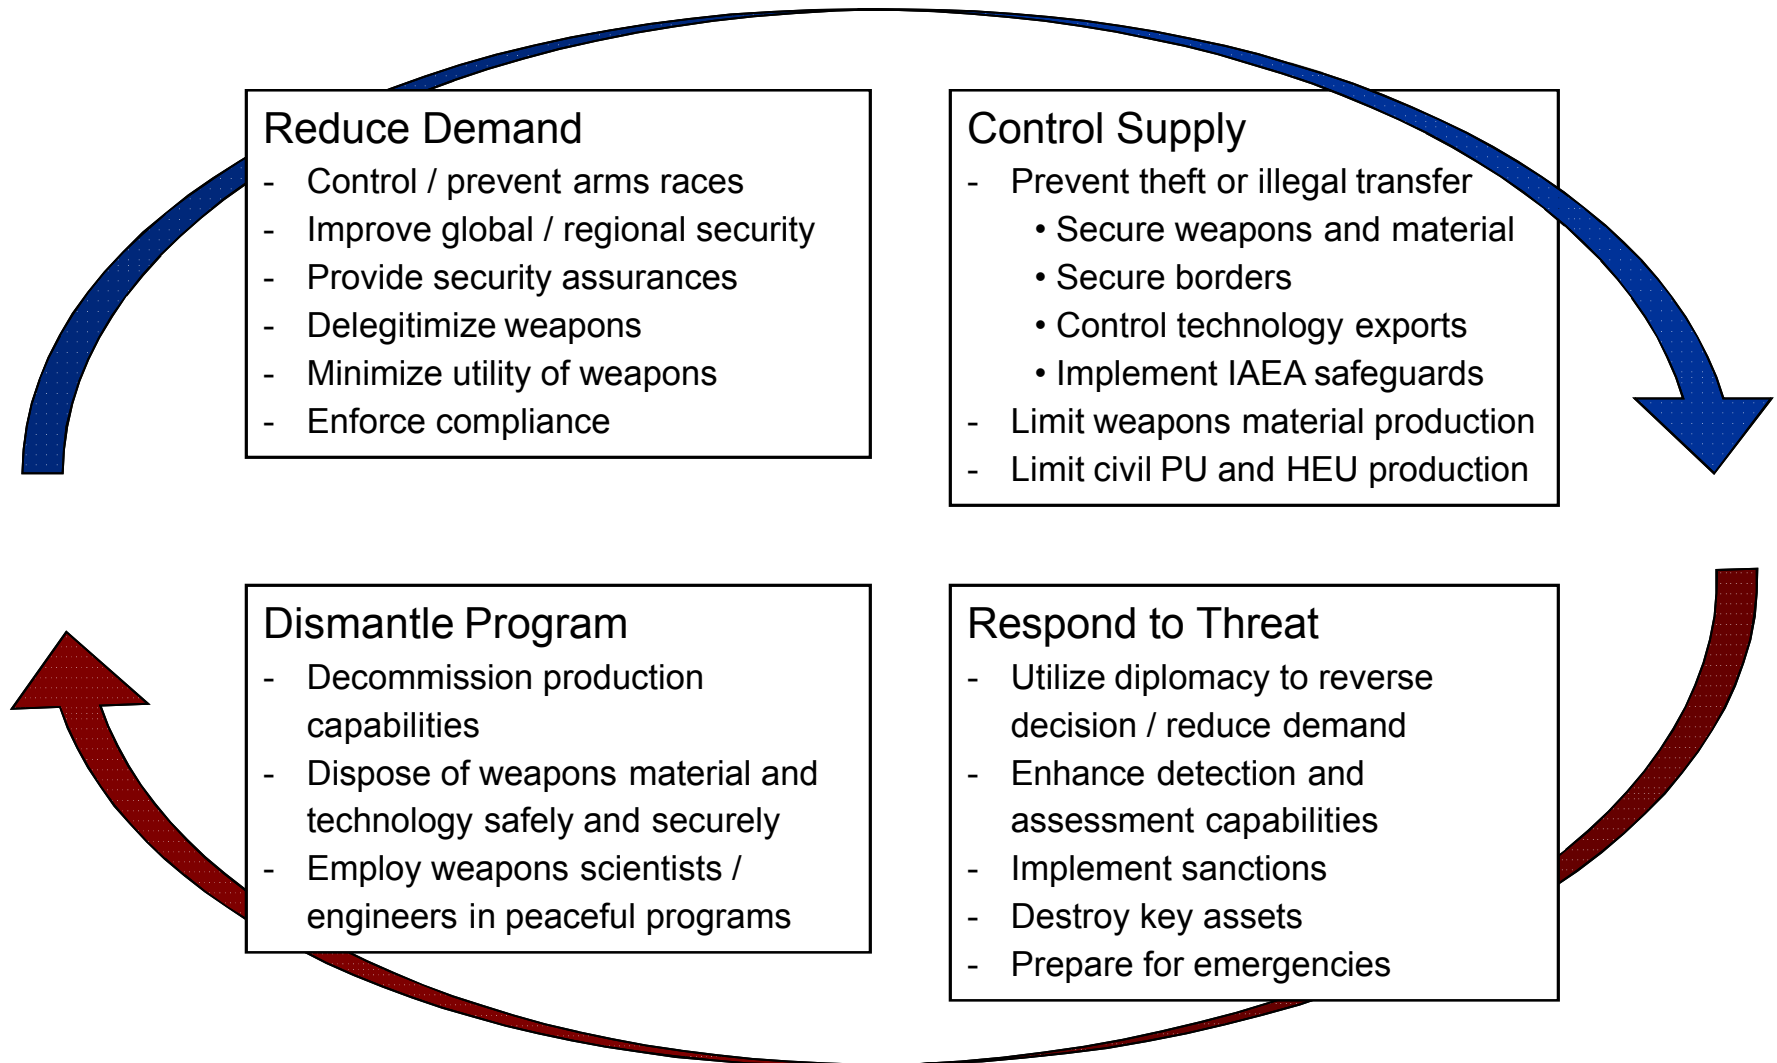 Reduce Demand
- Control / prevent arms races
- Improve global / regional security
- Provide security assurances
- Delegitimize weapons
- Minimize utility of weapons
- Enforce compliance
Control Supply
- Prevent theft or illegal transfer
• Secure weapons and material
• Secure borders
• Control technology exports
• Implement IAEA safeguards
- Limit weapons material production
- Limit civil PU and HEU production
Dismantle Program
- Decommission production
capabilities
- Dispose of weapons material and
technology safely and securely
- Employ weapons scientists /
engineers in peaceful programs
Respond to Threat
- Utilize diplomacy to reverse
decision / reduce demand
- Enhance detection and
assessment capabilities
- Implement sanctions
- Destroy key assets
- Prepare for emergencies